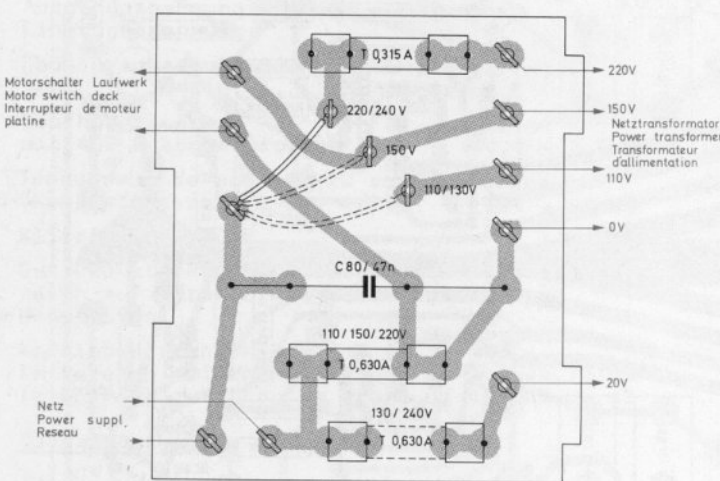 T 0,315 A
Motorschalter Laufwerk
Motor switch deck
Interrupteur de moteur
platine
220/240 V
150 V
110/130V
220V
150V
Netztransformator
Power transformer
Transformateur
d'allimentation
110V
0V
C 80/ 47n
110/150/220V
T 0,630A
20V
130/240V
T 0,630A
Netz
Power suppl
Reseau